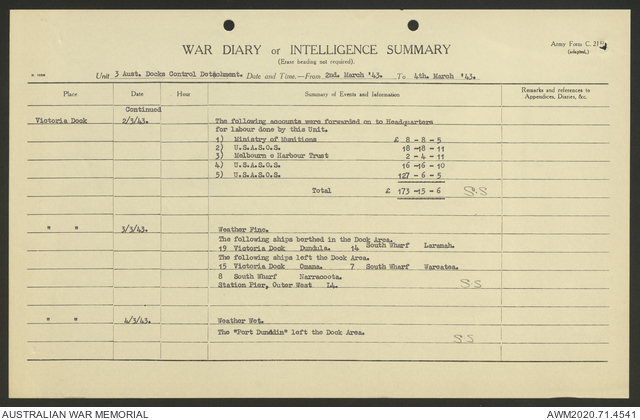 Army Form C. 2118.
(adapted.)
WAR DIARY or INTELLIGENCE SUMMARY
(Erase heading not required).
Unit 3 Aust. Docks Control Detachment. Date and Time.—From 2nd. March '43. To 4th. March '43.
Place Date Hour Summary of Events and Information Remarks and references to Appendices, Diaries, &c.
Continued
Victoria Dock 2/3/43. The following accounts were forwarded on to Headquarters
for labour done by this Unit.
1) Ministry of Munitions £ 8 -8 -5
2) U.S.A.S.O.S. 18 -18 -11
3) Melbourn e Harbour Trust 2 -4 -11
4) U.S.A.S.O.S. 16 -16 -10
5) U.S.A.S.O.S. 127 -6 -5
Total £ 173 -15 -6 S.S
" " 3/3/43. Weather Fine.
The following ships berthed in the Dock Area.
19 Victoria Dock Dundula. 14 South Wharf Laranah.
The following ships left the Dock Area.
15 Victoria Dock Omana. 7 South Wharf Wareatea.
8 South Wharf Narracoota.
Station Pier, Outer West L4. S.S
" " 4/3/43. Weather Wet.
The "Port Dunedin" left the Dock Area. S.S
AUSTRALIAN WAR MEMORIAL AWM2020.71.4541